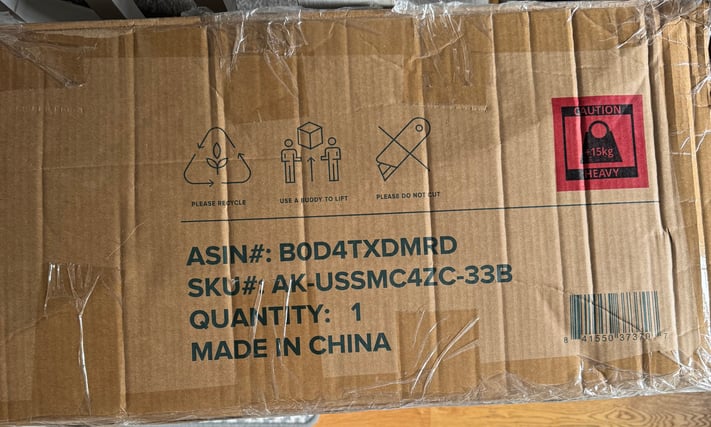 PLEASE RECYCLE
USE A BUDDY TO LIFT
PLEASE DO NOT CUT
CAUTION
15kg
HEAVY
ASIN#: B0D4TXDMRD
SKU#: AK-USSMC4ZC-33B
QUANTITY: 1
MADE IN CHINA